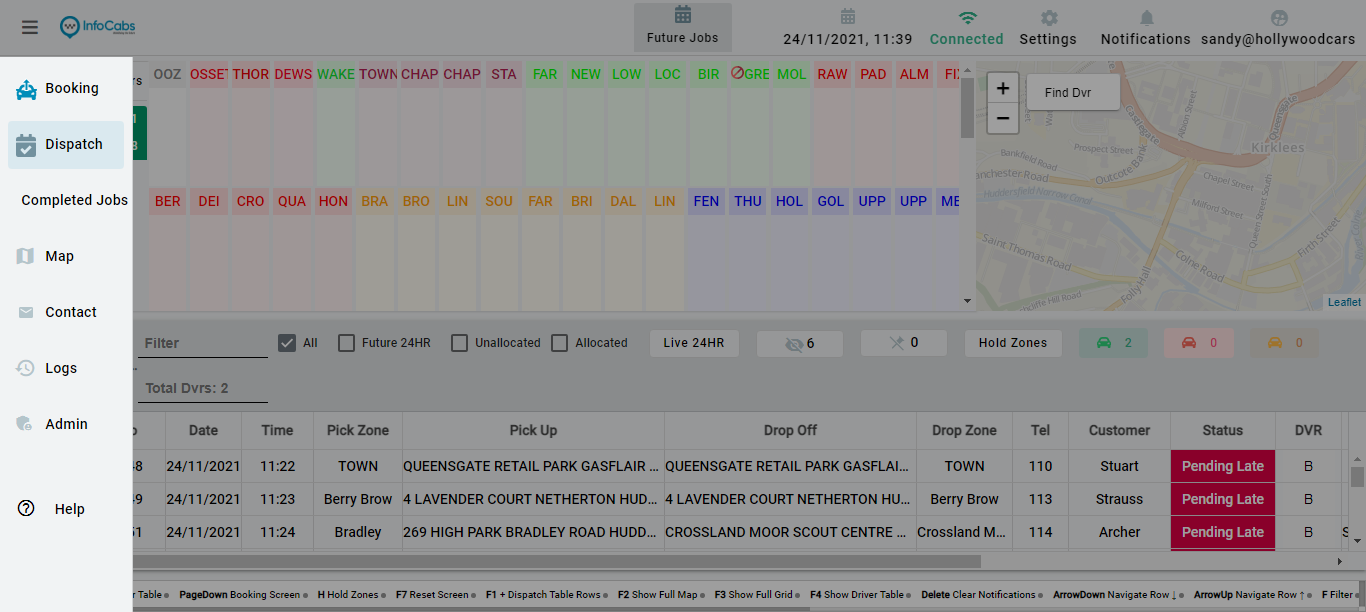 InfoCabs
Future Jobs
24/11/2021, 11:39
Connected
Settings
Notifications
sandy@hollywoodcars
Booking
Dispatch
Completed Jobs
Map
Contact
Logs
Admin
Help
OOZ OSSET THOR DEWS WAKE TOWN CHAP CHAP STA FAR NEW LOW LOC BIR GRE MOL RAW PAD ALM
BER DEI CRO QUA HON BRA BRO LIN SOU FAR BRI DAL LIN FEN THU HOL GOL UPP UPP
+
−
Find Dvr
Castlegate
Albion Street
Queensgate
Kirklees
Prospect Street
Bankfield Road
Outcote Bank
Manchester Road
Chapel Street
Huddersfield Narrow Canal
Milford Street
Queen Street South
Saint Thomas Road
Colne Road
Firth Street
Folly Hall
Leaflet
Filter
All Future 24HR Unallocated Allocated Live 24HR 6 0 Hold Zones 2 0 0
Total Dvrs: 2
Date Time Pick Zone Pick Up Drop Off Drop Zone Tel Customer Status DVR
24/11/2021 11:22 TOWN QUEENSGATE RETAIL PARK GASFLAIR ... QUEENSGATE RETAIL PARK GASFLAI... TOWN 110 Stuart Pending Late B
24/11/2021 11:23 Berry Brow 4 LAVENDER COURT NETHERTON HUD... 4 LAVENDER COURT NETHERTON HU... Berry Brow 113 Strauss Pending Late B
24/11/2021 11:24 Bradley 269 HIGH PARK BRADLEY ROAD HUDD... CROSSLAND MOOR SCOUT CENTRE ... Crossland M... 114 Archer Pending Late B
r Table PageDown Booking Screen H Hold Zones F7 Reset Screen F1 + Dispatch Table Rows F2 Show Full Map F3 Show Full Grid F4 Show Driver Table Delete Clear Notifications ArrowDown Navigate Row ↓ ArrowUp Navigate Row ↑ F Filter